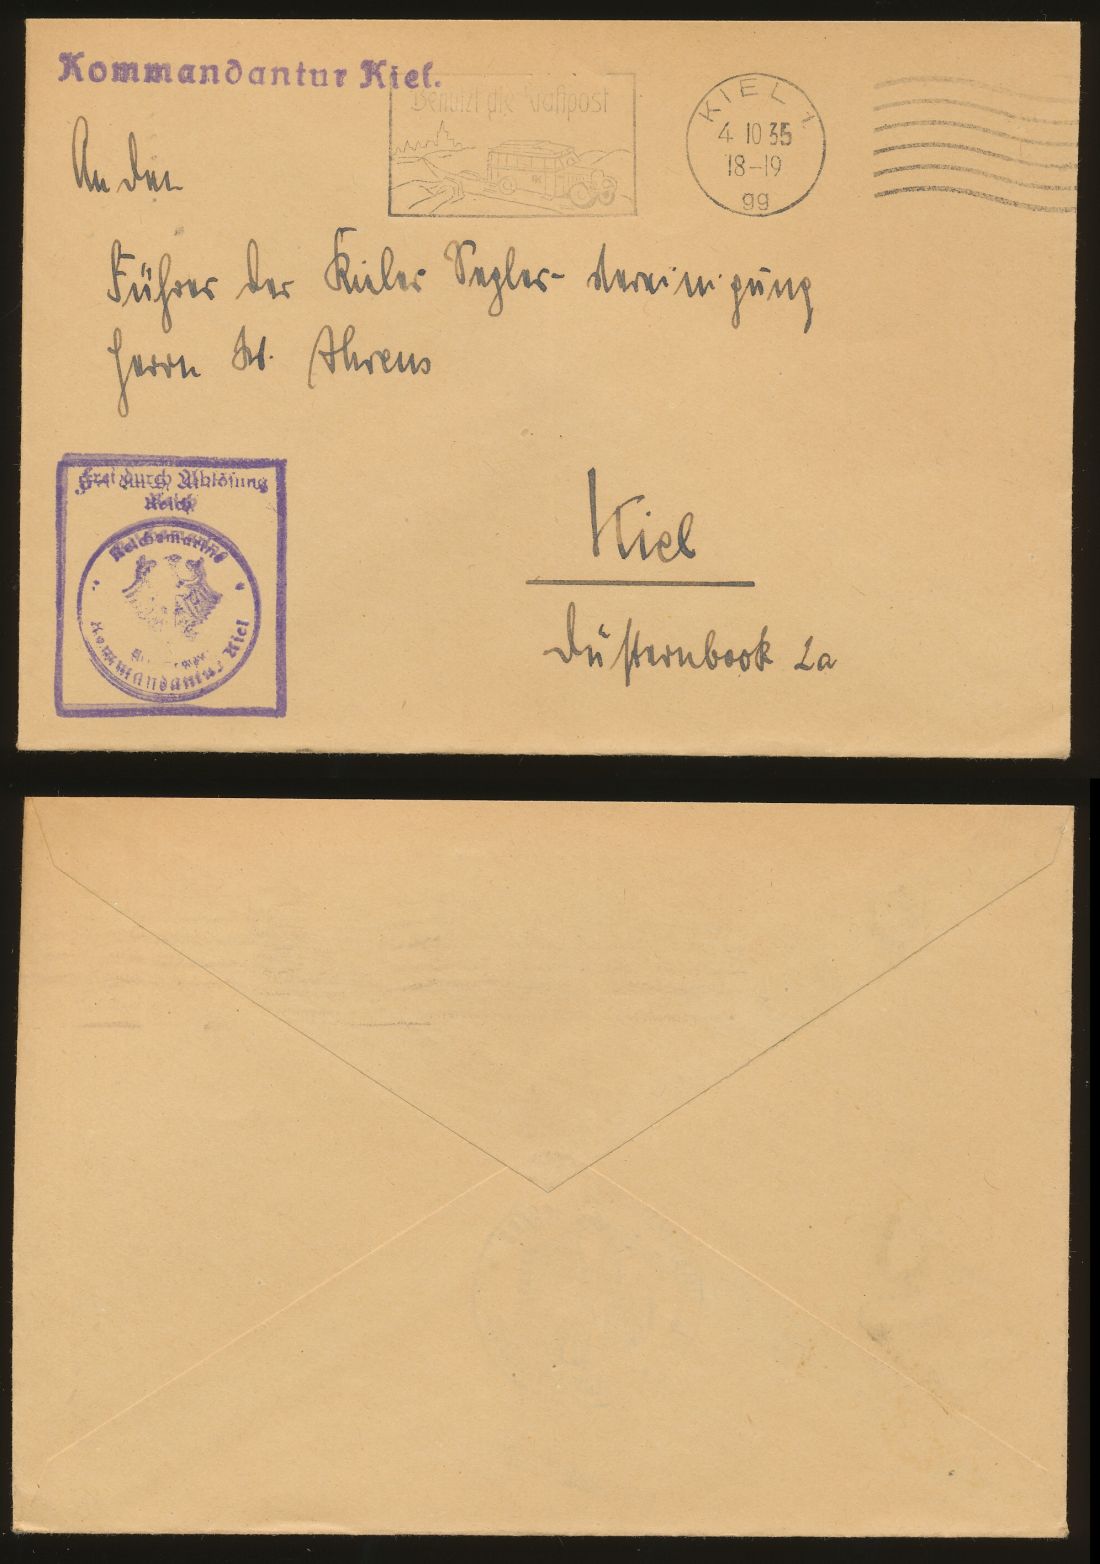 Kommandantur Kiel.
Benutzt die Kraftpost
KIEL 1
4 10 35
18-19
gg
An den
Führer der Kieler Segler-Vereinigung
Herrn W. Ahrens
Frei durch Ablösung
Reich
Reichsmarine
Kommandantur Kiel
Kiel
Düsternbrook 2a